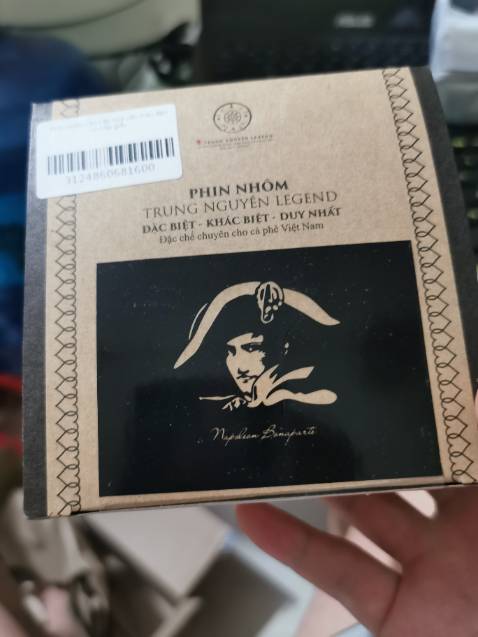 3124860681600
TRUNG NGUYÊN LEGEND
PHIN NHÔM
TRUNG NGUYÊN LEGEND
ĐẶC BIỆT - KHÁC BIỆT - DUY NHẤT
Đặc chế chuyên cho cà phê Việt Nam
Napoleon Bonaparte